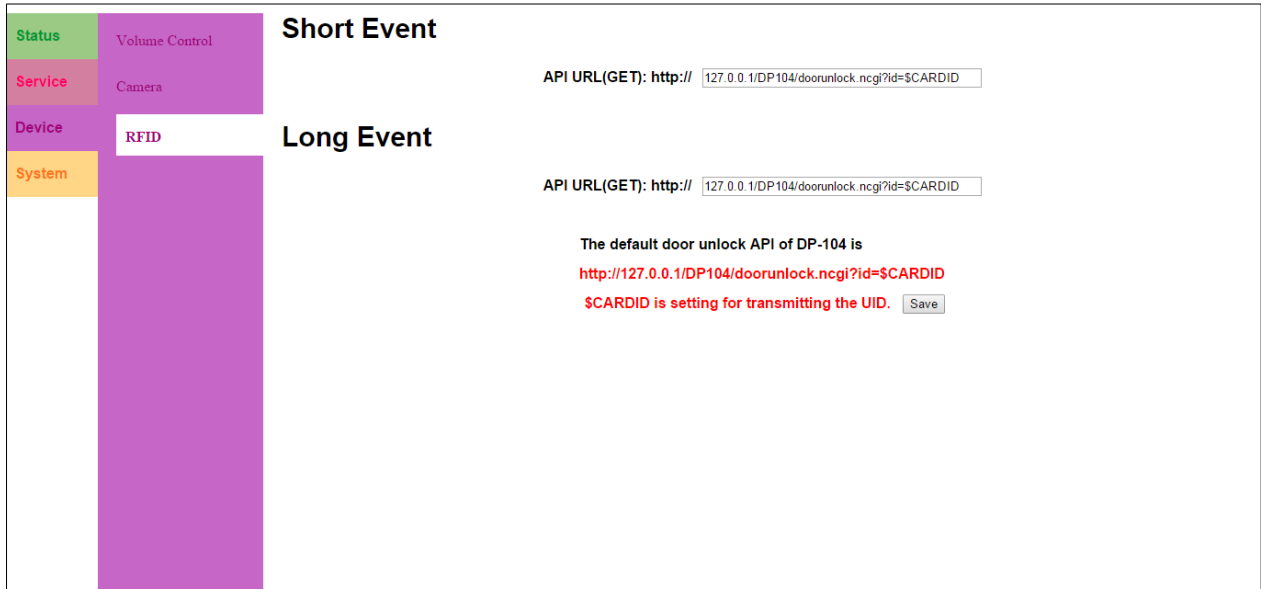 Status
Service
Device
System
Volume Control
Camera
RFID
Short Event
API URL(GET): http:// 127.0.0.1/DP104/doorunlock.ncgi?id=$CARDID
Long Event
API URL(GET): http:// 127.0.0.1/DP104/doorunlock.ncgi?id=$CARDID
The default door unlock API of DP-104 is
http://127.0.0.1/DP104/doorunlock.ncgi?id=$CARDID
$CARDID is setting for transmitting the UID. Save